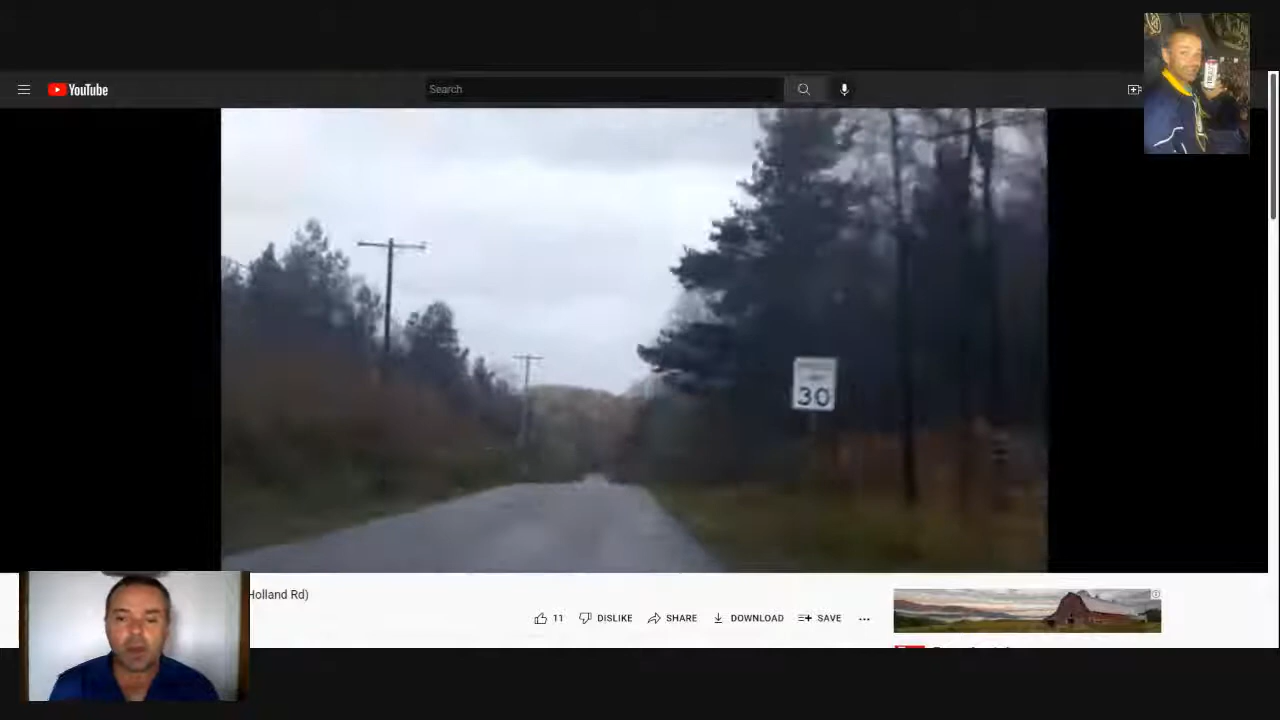 YouTube
Search
30
Holland Rd)
11
DISLIKE
SHARE
DOWNLOAD
SAVE
...